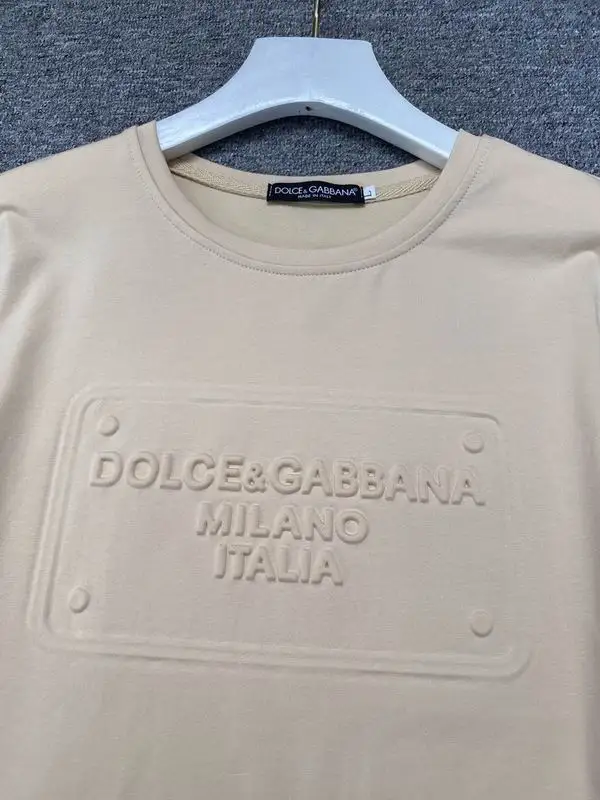 DOLCE & GABBANA
MADE IN ITALY
L
DOLCE&GABBANA
MILANO
ITALIA